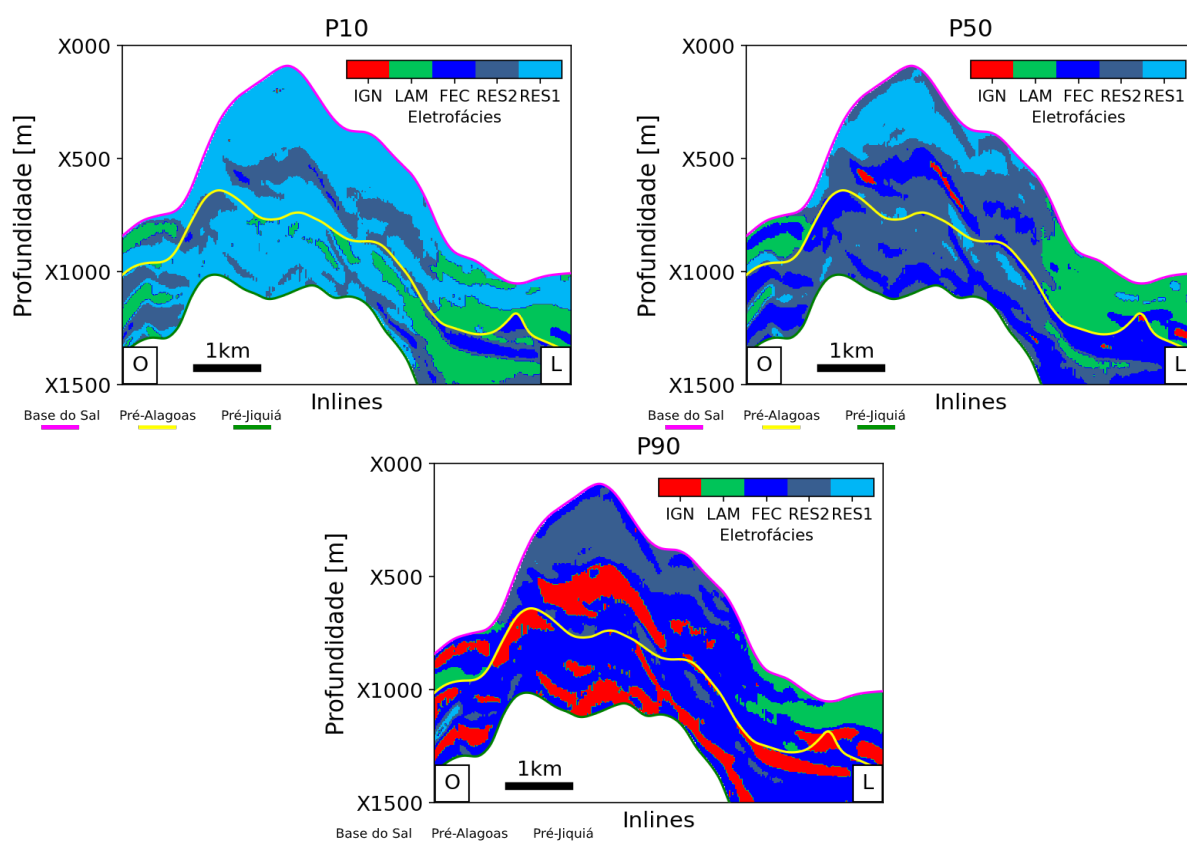 P10
X000
X500
X1000
X1500
Profundidade [m]
IGN LAM FEC RES2 RES1
Eletrofácies
O
1km
L
Inlines
Base do Sal Pré-Alagoas Pré-Jiquiá
P50
X000
X500
X1000
X1500
Profundidade [m]
IGN LAM FEC RES2 RES1
Eletrofácies
O
1km
L
Inlines
Base do Sal Pré-Alagoas Pré-Jiquiá
P90
X000
X500
X1000
X1500
Profundidade [m]
IGN LAM FEC RES2 RES1
Eletrofácies
O
1km
L
Inlines
Base do Sal Pré-Alagoas Pré-Jiquiá